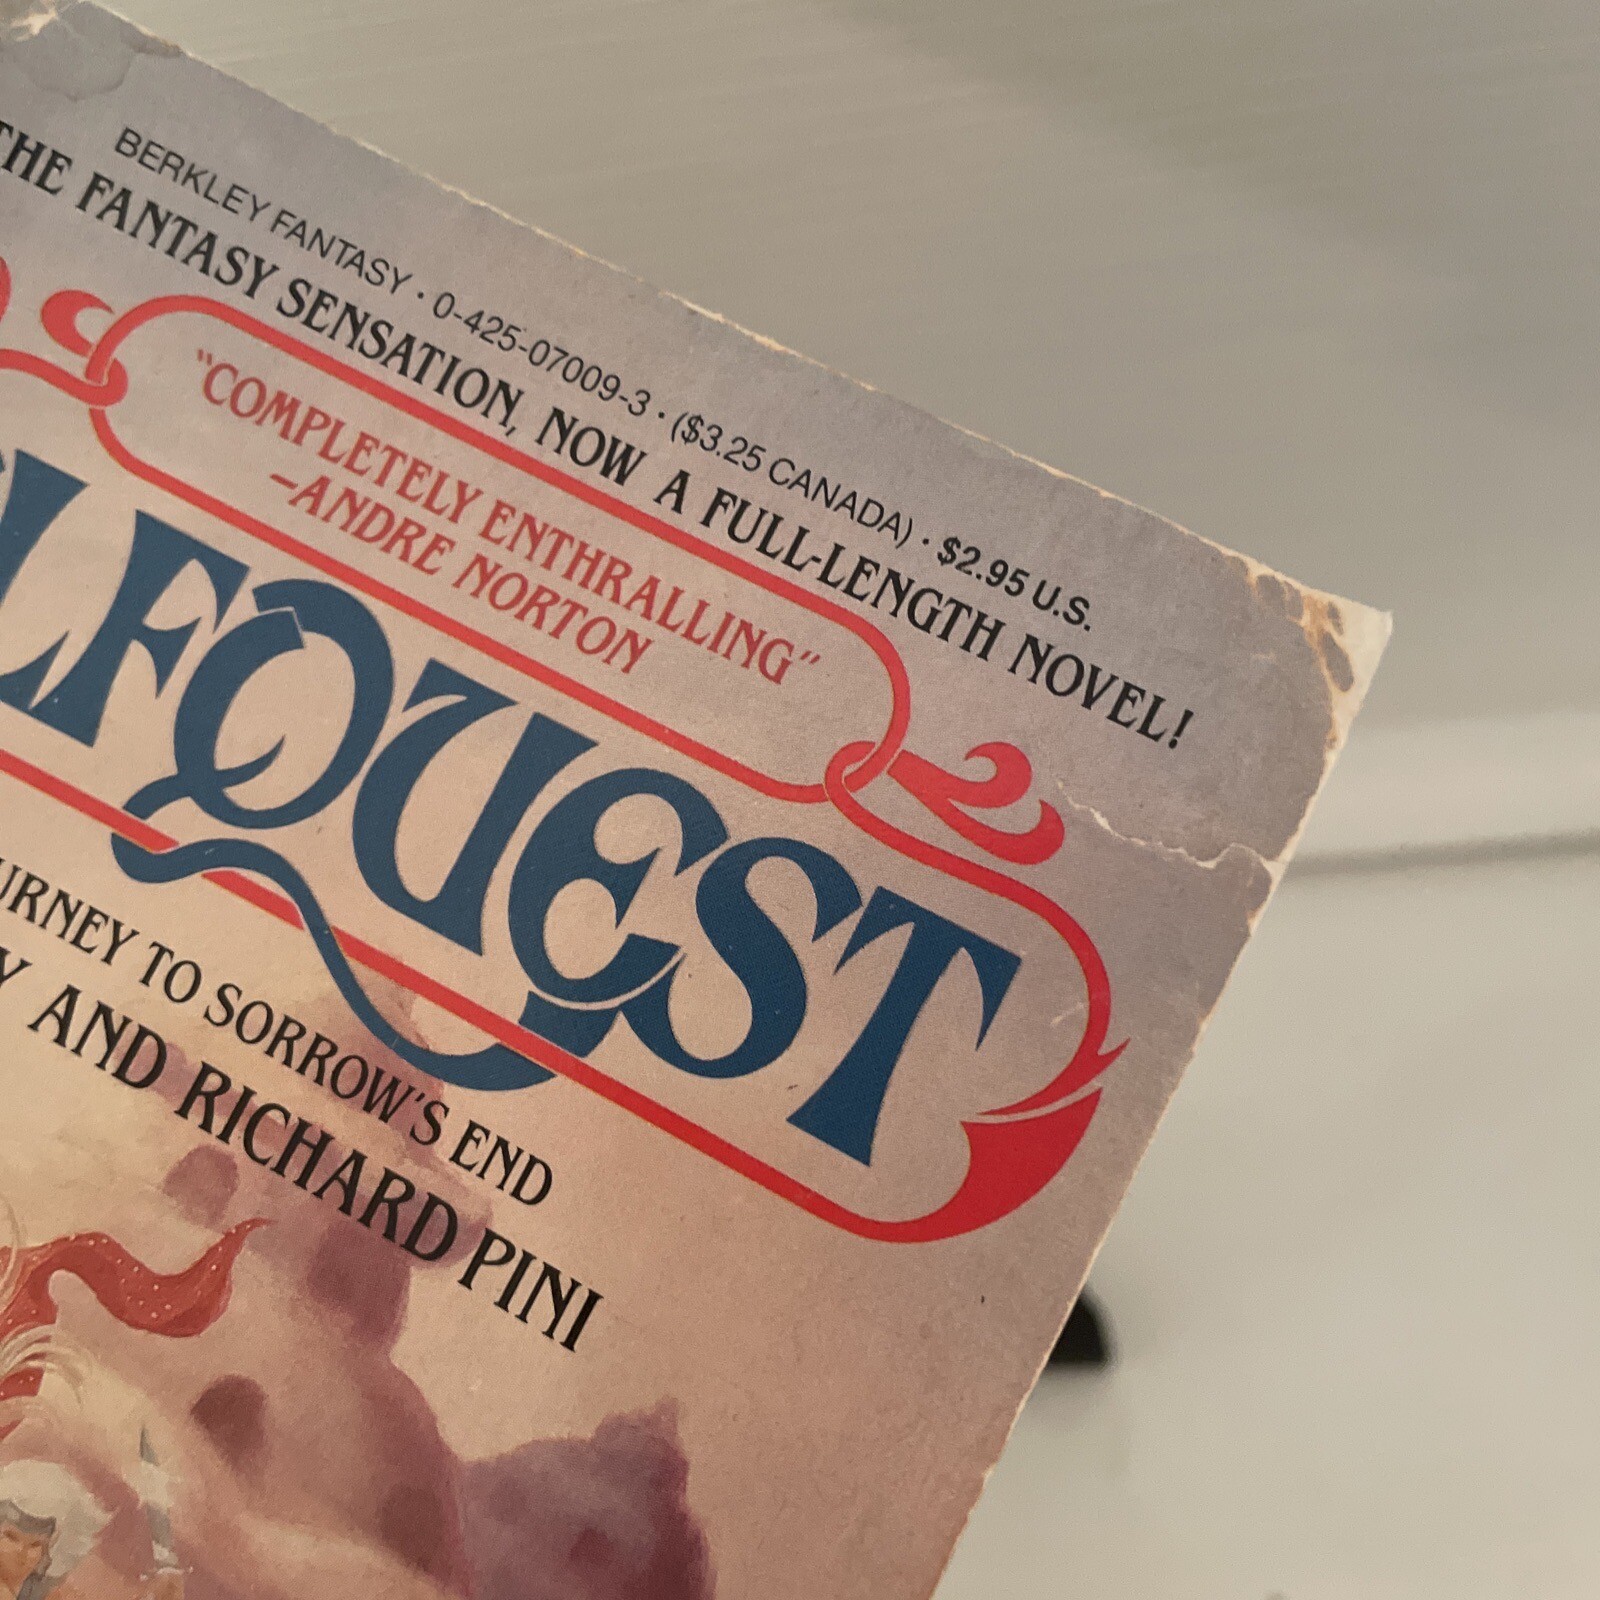 BERKLEY FANTASY · 0-425-07009-3 · ($3.25 CANADA) · $2.95 U.S.
THE FANTASY SENSATION, NOW A FULL-LENGTH NOVEL!
"COMPLETELY ENTHRALLING"
–ANDRE NORTON
ELFQUEST
URNEY TO SORROW'S END
Y AND RICHARD PINI